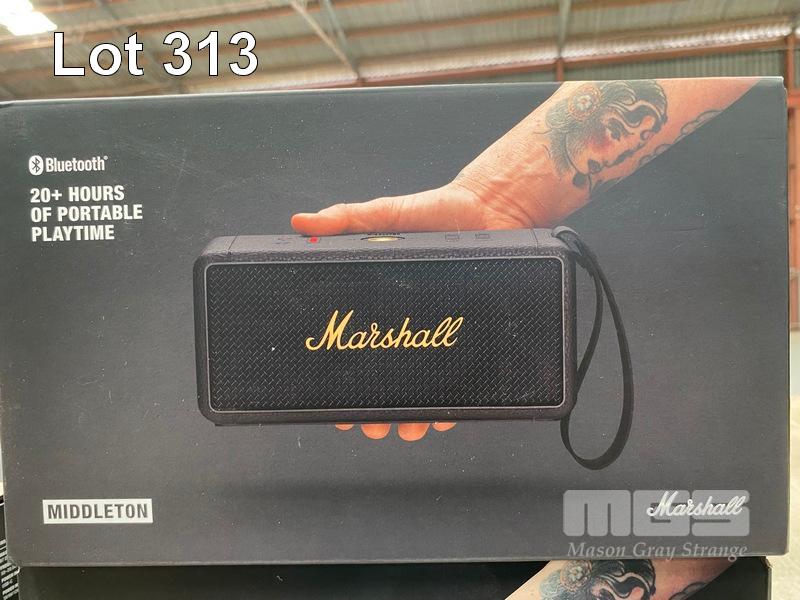 Lot 313
Bluetooth®
20+ HOURS
OF PORTABLE
PLAYTIME
Marshall
MIDDLETON
Marshall
MGS
Mason Gray Strange